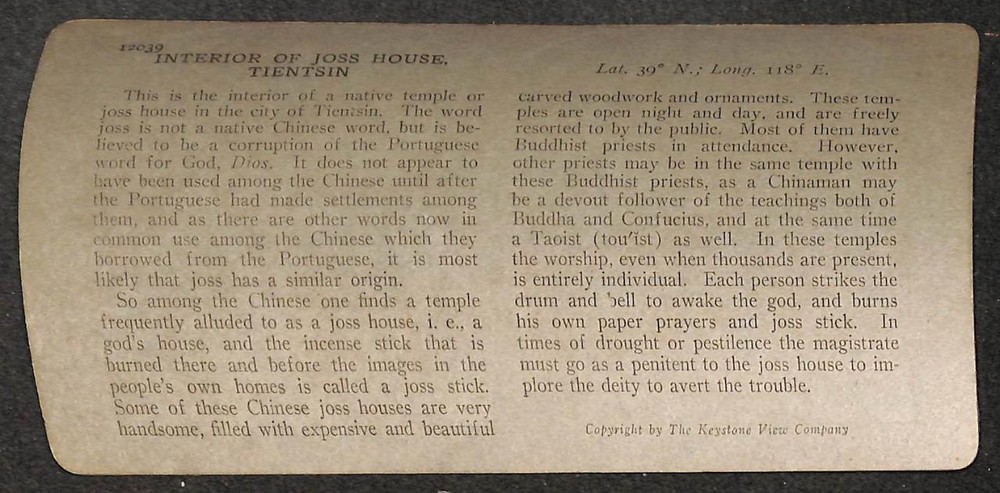 12039
INTERIOR OF JOSS HOUSE,
TIENTSIN
This is the interior of a native temple or
joss house in the city of Tientsin. The word
joss is not a native Chinese word, but is be-
lieved to be a corruption of the Portuguese
word for God, Dios. It does not appear to
have been used among the Chinese until after
the Portuguese had made settlements among
them, and as there are other words now in
common use among the Chinese which they
borrowed from the Portuguese, it is most
likely that joss has a similar origin.
So among the Chinese one finds a temple
frequently alluded to as a joss house, i. e., a
god's house, and the incense stick that is
burned there and before the images in the
people's own homes is called a joss stick.
Some of these Chinese joss houses are very
handsome, filled with expensive and beautiful
Lat. 39° N.; Long. 118° E.
carved woodwork and ornaments. These tem-
ples are open night and day, and are freely
resorted to by the public. Most of them have
Buddhist priests in attendance. However,
other priests may be in the same temple with
these Buddhist priests, as a Chinaman may
be a devout follower of the teachings both of
Buddha and Confucius, and at the same time
a Taoist (tou'ist) as well. In these temples
the worship, even when thousands are present,
is entirely individual. Each person strikes the
drum and bell to awake the god, and burns
his own paper prayers and joss stick. In
times of drought or pestilence the magistrate
must go as a penitent to the joss house to im-
plore the deity to avert the trouble.
Copyright by The Keystone View Company